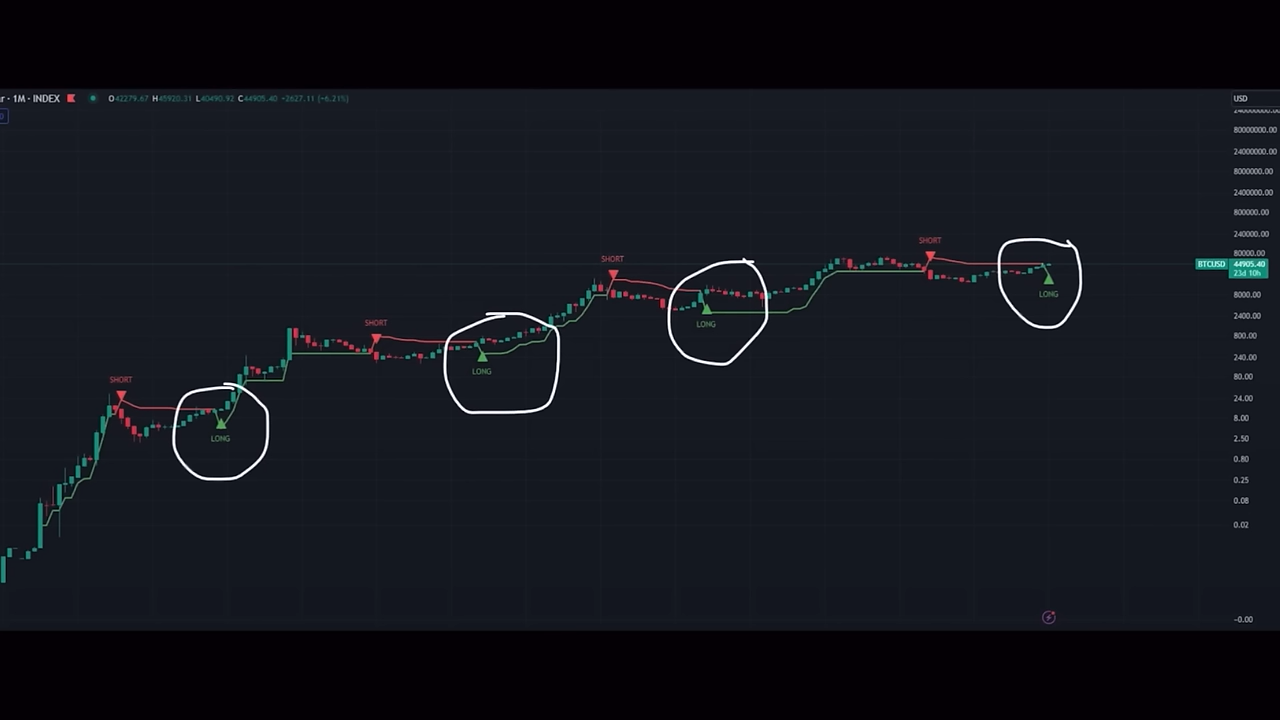 r · 1M · INDEX O42279.67 H45920.31 L40490.92 C44905.40 −2627.11 (−6.21%) USD
80000000.00
24000000.00
8000000.00
2400000.00
800000.00
SHORT
240000.00
SHORT
80000.00
BTCUSD 44905.40
23d 10h
LONG
8000.00
2400.00
SHORT
LONG
800.00
240.00
LONG
SHORT
80.00
24.00
8.00
LONG
2.50
0.80
0.25
0.08
0.02
−0.00